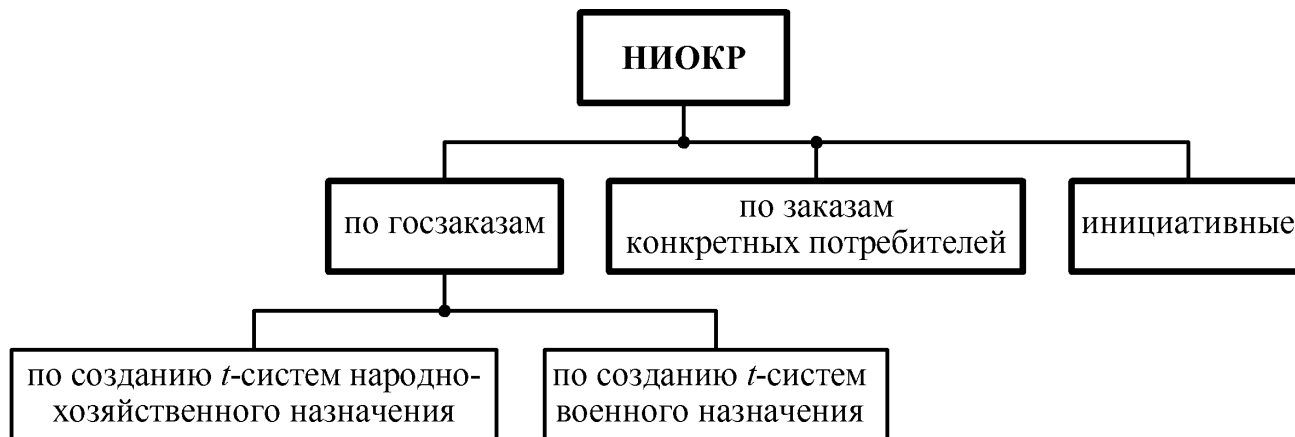 НИОКР
по госзаказам
по заказам
конкретных потребителей
инициативные
по созданию t-систем народно-
хозяйственного назначения
по созданию t-систем
военного назначения